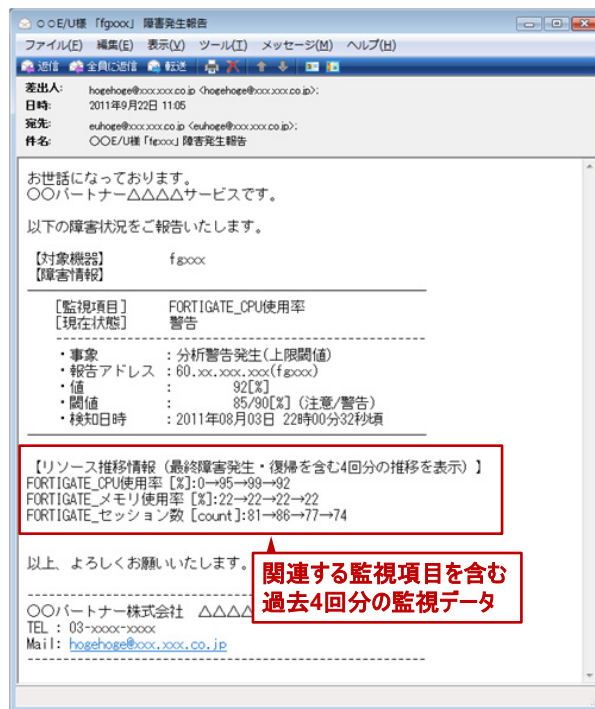 ○○E/U様 「fgxxx」 障害発生報告
ファイル(F) 編集(E) 表示(V) ツール(T) メッセージ(M) ヘルプ(H)
返信 全員に返信 転送
差出人: hogehoge@xxx.xxx.co.jp <hogehoge@xxx.xxx.co.jp>;
日時: 2011年9月22日 11:05
宛先: euhoge@xxx.xxx.co.jp <euhoge@xxx.xxx.co.jp>;
件名: ○○E/U様 「fgxxx」 障害発生報告
お世話になっております。
○○パートナー△△△△サービスです。
以下の障害状況をご報告いたします。
【対象機器】 fgxxx
【障害情報】
[監視項目] FORTIGATE_CPU使用率
[現在状態] 警告
・事象 :分析警告発生(上限閾値)
・報告アドレス :60.xx.xxx.xxx(fgxxx)
・値 : 92[%]
・閾値 : 85/90[%] (注意/警告)
・検知日時 :2011年08月03日 22時00分32秒頃
【リソース推移情報 (最終障害発生・復帰を含む4回分の推移を表示) 】
FORTIGATE_CPU使用率 [%]:0→95→99→92
FORTIGATE_メモリ使用率 [%]:22→22→22→22
FORTIGATE_セッション数 [count]:81→86→77→74
以上、よろしくお願いいたします。
関連する監視項目を含む
過去4回分の監視データ
○○パートナー株式会社 △△△△
TEL : 03-xxxx-xxxx
Mail: hogehoge@xxx.xxx.co.jp